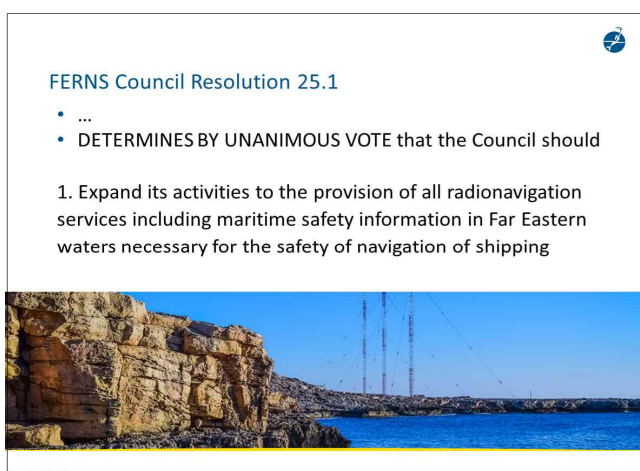 FERNS Council Resolution 25.1
• ...
• DETERMINES BY UNANIMOUS VOTE that the Council should
1. Expand its activities to the provision of all radionavigation
services including maritime safety information in Far Eastern
waters necessary for the safety of navigation of shipping